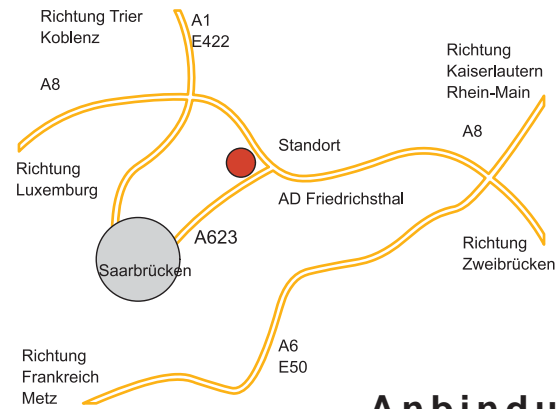 Richtung Trier
Koblenz
A1
E422
Richtung
Kaiserlautern
Rhein-Main
A8
A8
Standort
Richtung
Luxemburg
AD Friedrichsthal
A623
Richtung
Zweibrücken
Saarbrücken
A6
E50
Richtung
Frankreich
Metz
Anbindu